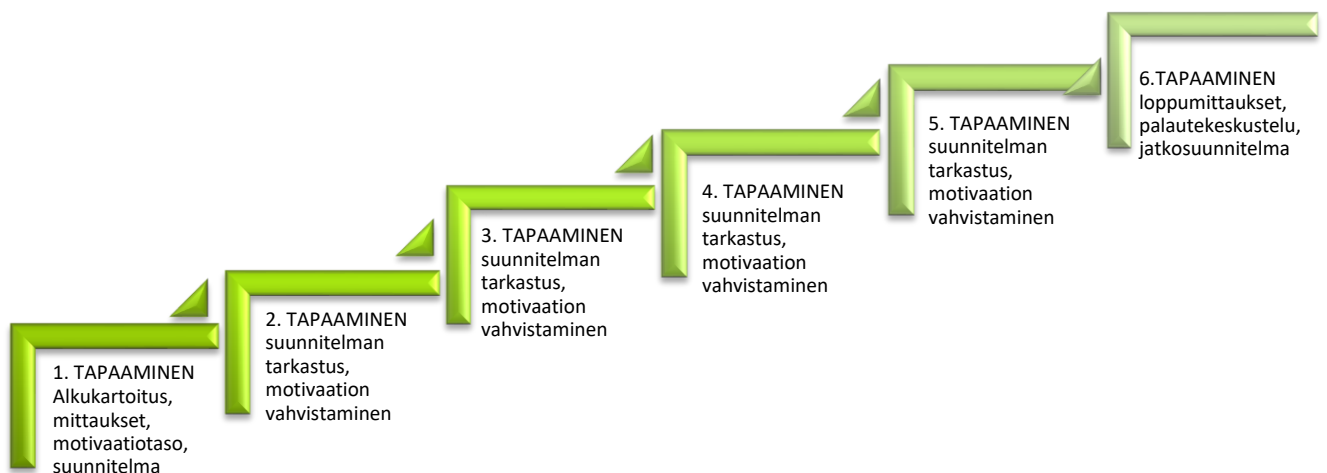 1. TAPAAMINEN
Alkukartoitus,
mittaukset,
motivaatiotaso,
suunnitelma
2. TAPAAMINEN
suunnitelman
tarkastus,
motivaation
vahvistaminen
3. TAPAAMINEN
suunnitelman
tarkastus,
motivaation
vahvistaminen
4. TAPAAMINEN
suunnitelman
tarkastus,
motivaation
vahvistaminen
5. TAPAAMINEN
suunnitelman
tarkastus,
motivaation
vahvistaminen
6.TAPAAMINEN
loppumittaukset,
palautekeskustelu,
jatkosuunnitelma